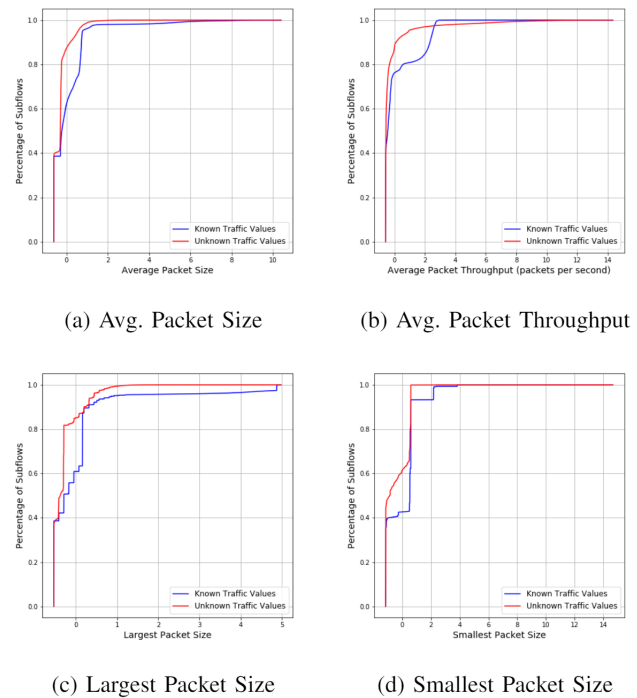 1.0
0.8
0.6
0.4
0.2
0.0
Percentage of Subflows
Known Traffic Values
Unknown Traffic Values
0 2 4 6 8 10
Average Packet Size
(a) Avg. Packet Size
1.0
0.8
0.6
0.4
0.2
0.0
Percentage of Subflows
Known Traffic Values
Unknown Traffic Values
0 2 4 6 8 10 12 14
Average Packet Throughput (packets per second)
(b) Avg. Packet Throughput
1.0
0.8
0.6
0.4
0.2
0.0
Percentage of Subflows
Known Traffic Values
Unknown Traffic Values
0 1 2 3 4 5
Largest Packet Size
(c) Largest Packet Size
1.0
0.8
0.6
0.4
0.2
0.0
Percentage of Subflows
Known Traffic Values
Unknown Traffic Values
0 2 4 6 8 10 12 14
Smallest Packet Size
(d) Smallest Packet Size